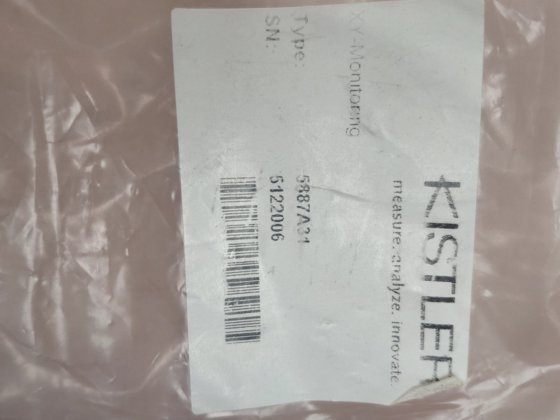 KISTLER
measure. analyze. innovate.
XY-Monitoring
Type: 5887A31
SN: 5122006